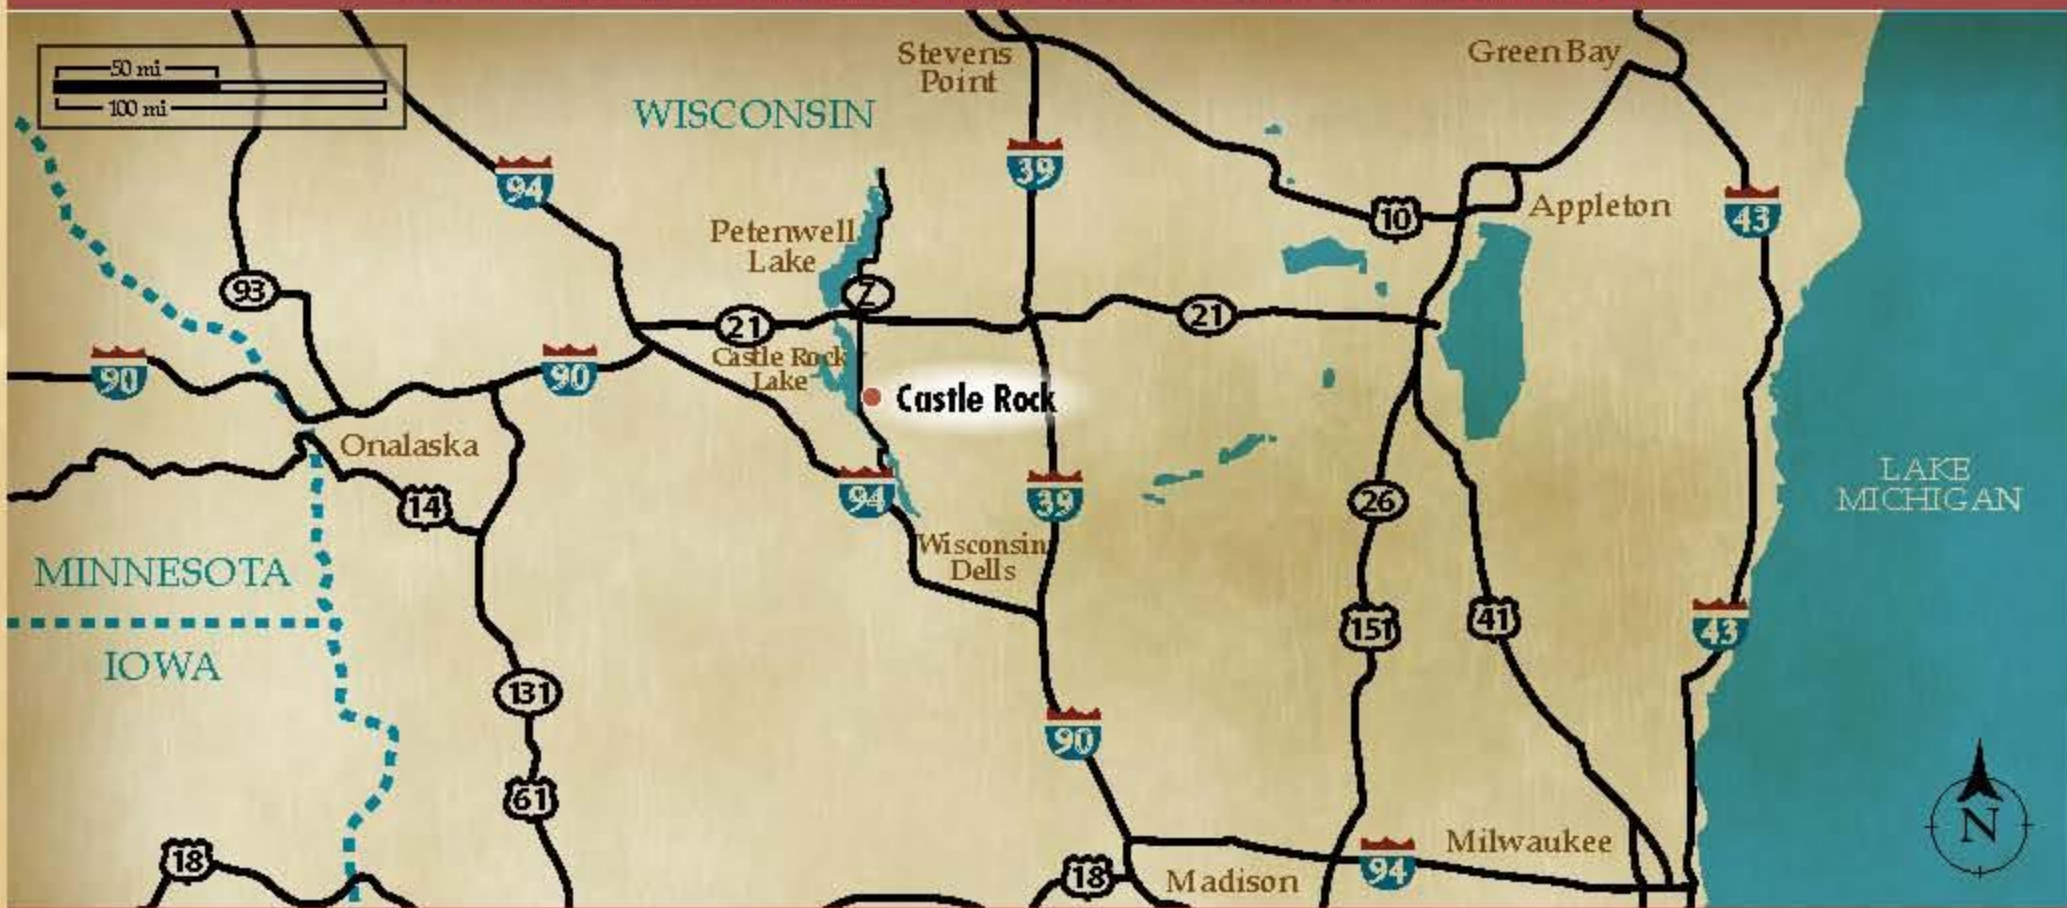 50 mi
100 mi
WISCONSIN
Stevens
Point
Green Bay
94
39
Petenwell
Lake
10
Appleton
43
93
Z
21
21
90
90
Castle Rock
Lake
Castle Rock
Onalaska
14
94
39
26
LAKE
MICHIGAN
Wisconsin
Dells
MINNESOTA
IOWA
151
41
43
131
90
61
18
18
Madison
94
Milwaukee
N